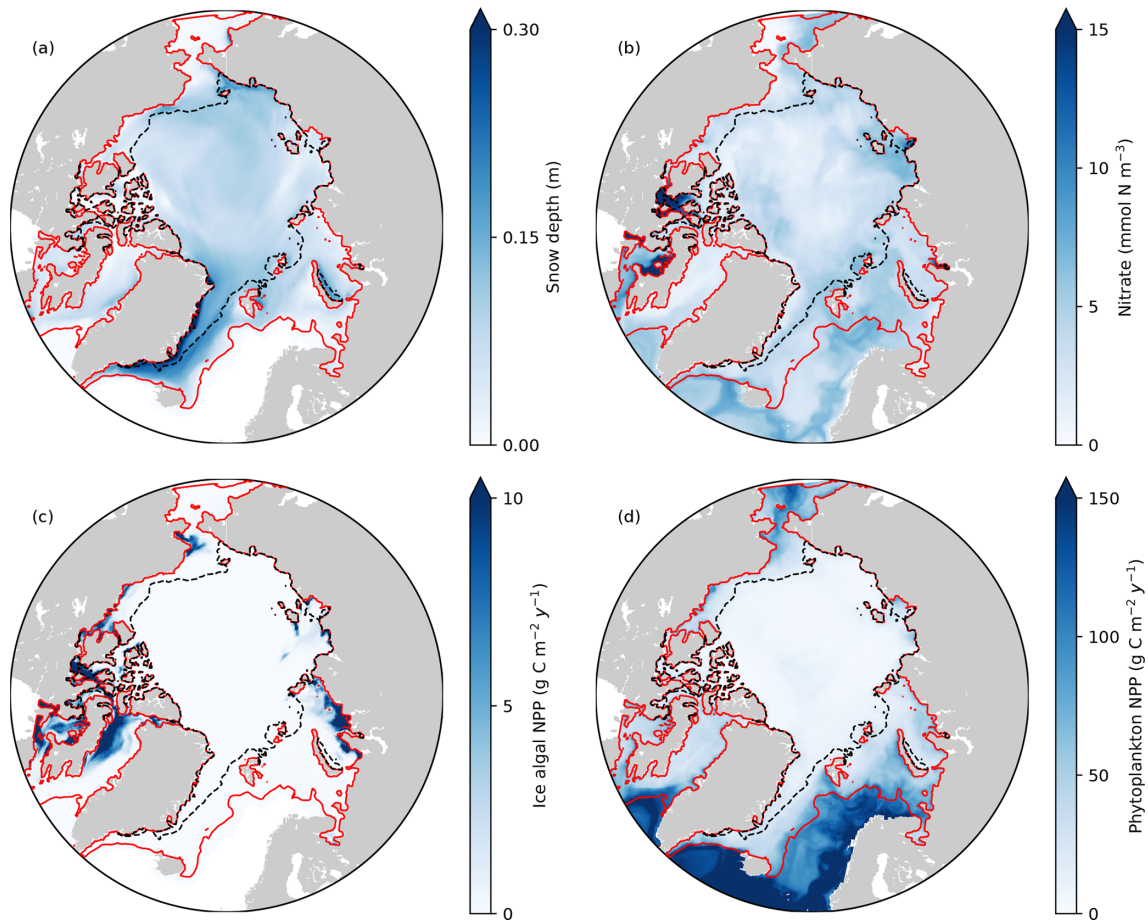 (a)
0.30
0.15
0.00
Snow depth (m)
(b)
15
10
5
0
Nitrate (mmol N m⁻³)
(c)
10
5
0
Ice algal NPP (g C m⁻² y⁻¹)
(d)
150
100
50
0
Phytoplankton NPP (g C m⁻² y⁻¹)